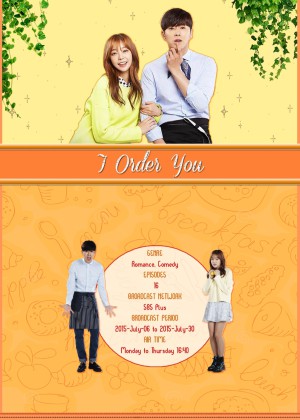 I Order You
GENRE
Romance, Comedy
EPISODES
16
BROADCAST NETWORK
SBS Plus
BROADCAST PERIOD
2015-July-06 to 2015-July-30
AIR TIME
Monday to Thursday 16:40